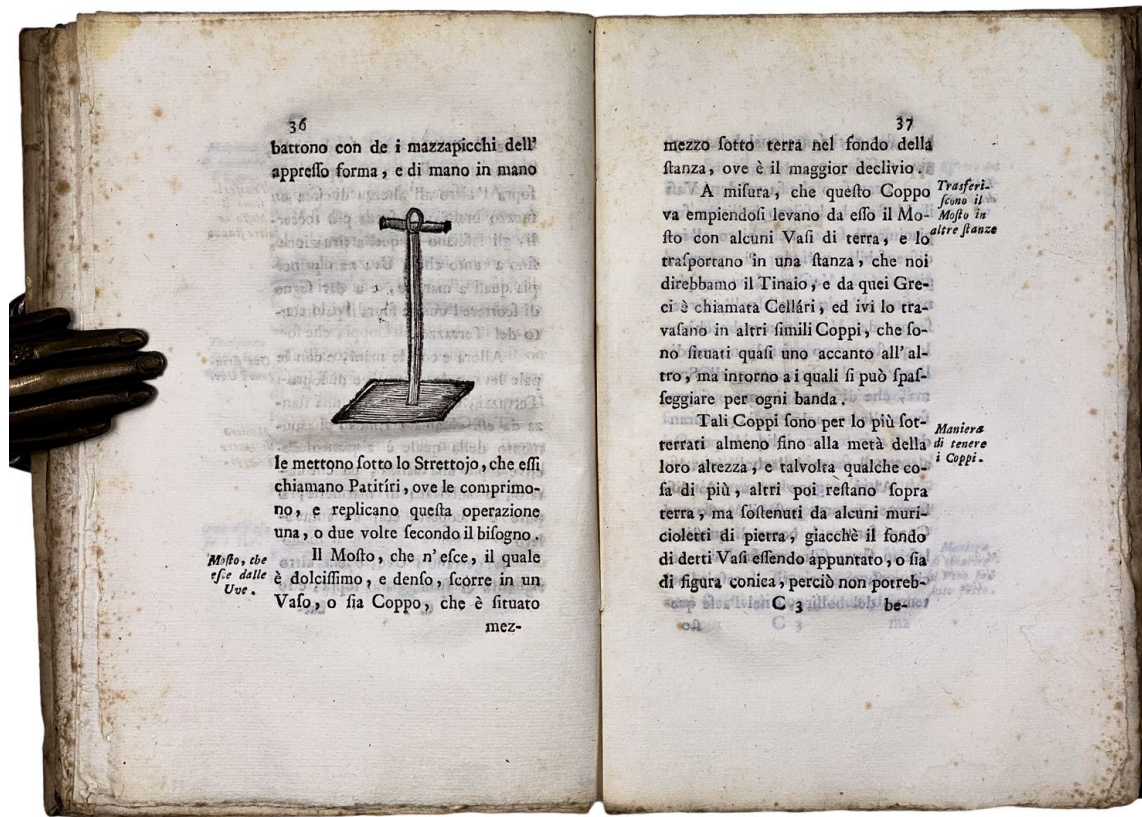 36
battono con de i mazzapicchi dell'
appreſſo forma, e di mano in mano
le mettono ſotto lo Strettojo, che eſſi
chiamano Patitíri, ove le comprimo-
no, e replicano queſta operazione
una, o due volte ſecondo il biſogno.
Moſto, che
eſce dalle
Uve.
Il Moſto, che n'eſce, il quale
è dolciſſimo, e denſo, ſcorre in un
Vaſo, o ſia Coppo, che è ſituato
mez-
37
mezzo ſotto terra nel fondo della
ſtanza, ove è il maggior declivio.
A miſura, che queſto Coppo
va empiendoſi levano da eſſo il Mo-
ſto con alcuni Vaſi di terra, e lo
traſportano in una ſtanza, che noi
direbbamo il Tinaio, e da quei Gre-
ci è chiamata Cellári, ed ivi lo tra-
vaſano in altri ſimili Coppi, che ſo-
no ſituati quaſi uno accanto all'al-
tro, ma intorno a i quali ſi può ſpaſ-
ſeggiare per ogni banda.
Trasferi-
ſcono il
Moſto in
altre ſtanze
Tali Coppi ſono per lo più ſot-
terrati almeno fino alla metà della
loro altezza, e talvolta qualche co-
ſa di più, altri poi reſtano ſopra
terra, ma ſoſtenuti da alcuni muri-
cioletti di pietra, giacchè il fondo
di detti Vaſi eſſendo appuntato, o ſia
di figura conica, perciò non potreb-
Maniera
di tenere
i Coppi.
C 3 be-